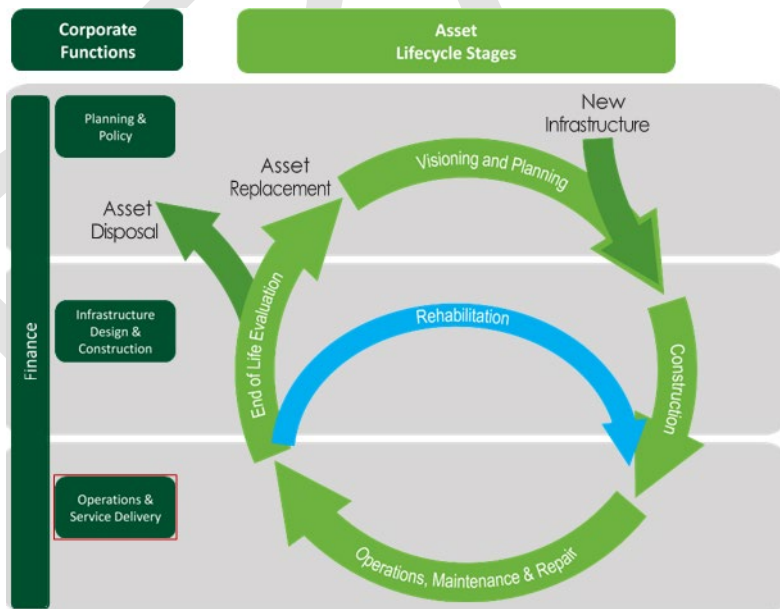 Corporate
Functions
Asset
Lifecycle Stages
Finance
Planning &
Policy
New
Infrastructure
Visioning and Planning
Asset
Replacement
Asset
Disposal
Infrastructure
Design &
Construction
End of Life Evaluation
Rehabilitation
Construction
Operations &
Service Delivery
Operations, Maintenance & Repair